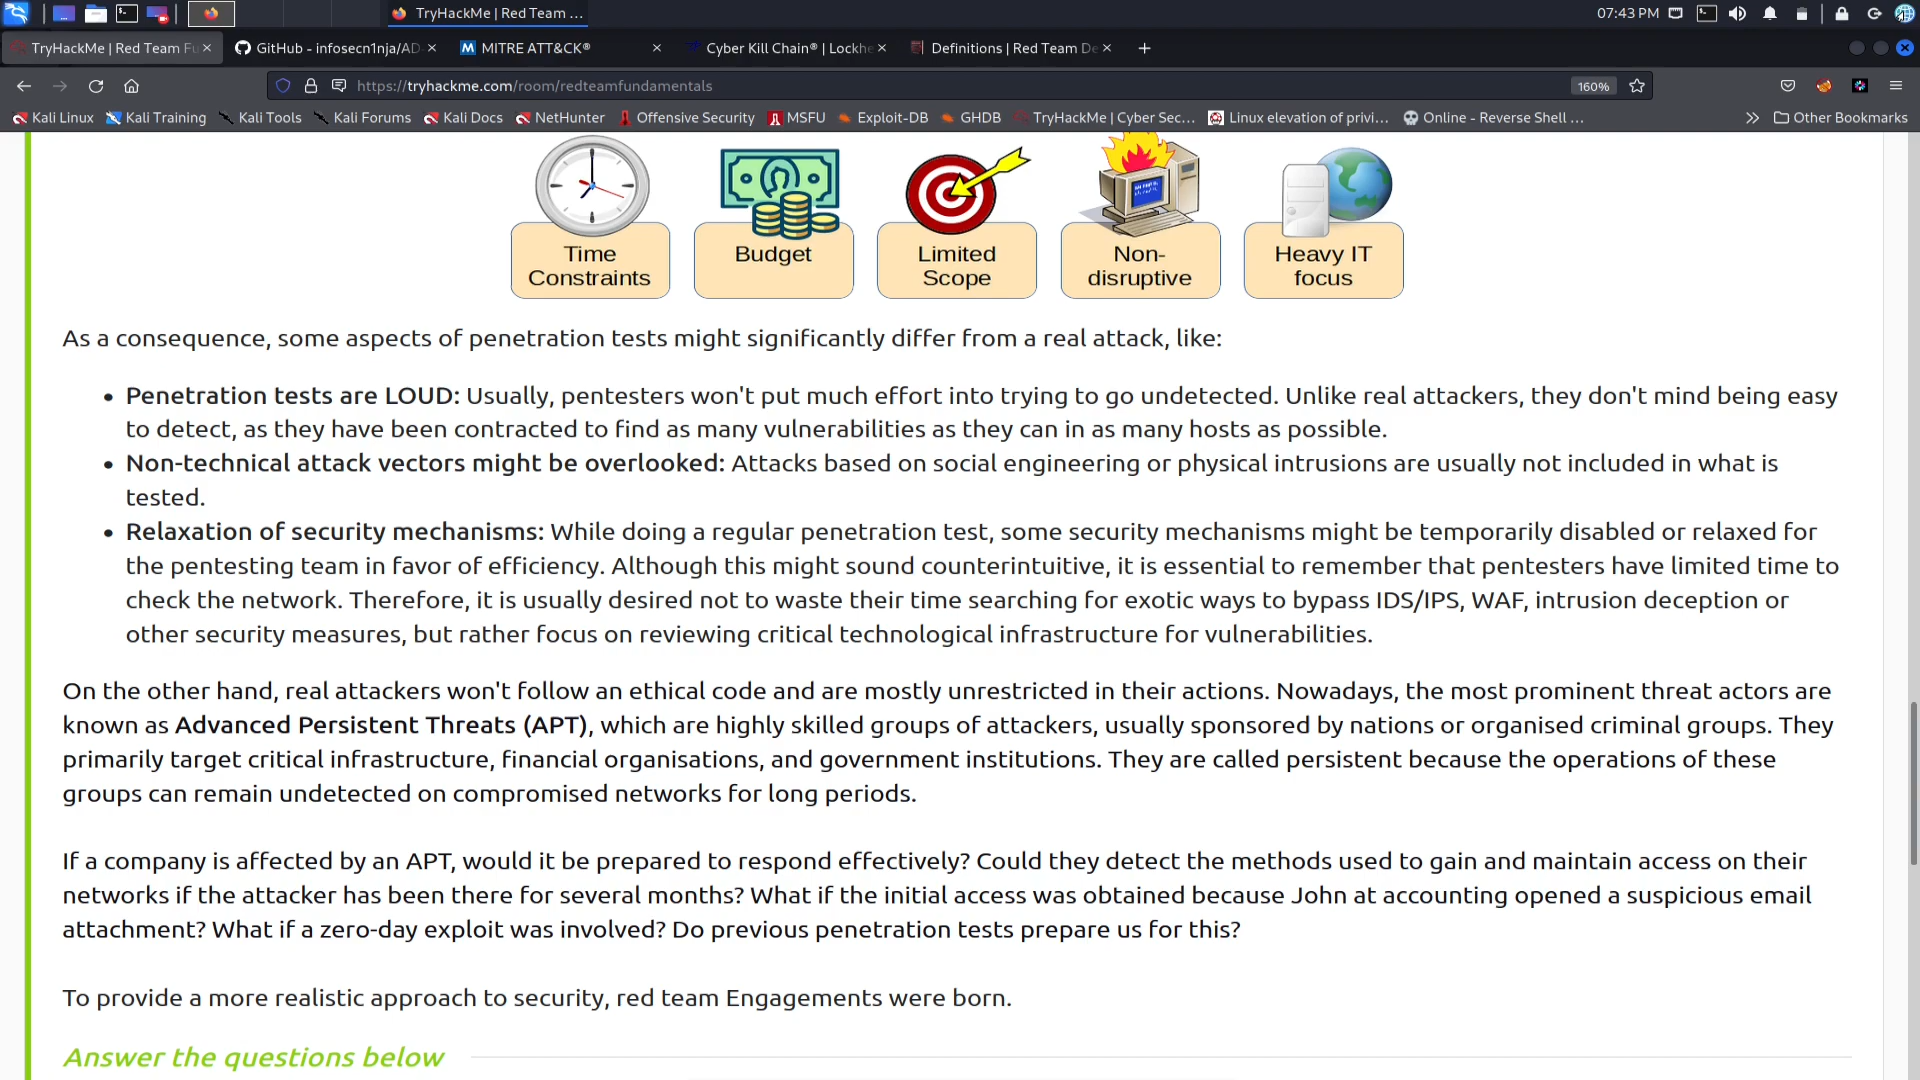 07:43 PM
TryHackMe | Red Team ...
TryHackMe | Red Team Fu
GitHub - infosecn1nja/AD-
MITRE ATT&CK®
Cyber Kill Chain® | Lockhe
Definitions | Red Team De
https://tryhackme.com/room/redteamfundamentals
160%
Kali Linux
Kali Training
Kali Tools
Kali Forums
Kali Docs
NetHunter
Offensive Security
MSFU
Exploit-DB
GHDB
TryHackMe | Cyber Sec...
Linux elevation of privi...
Online - Reverse Shell ...
Other Bookmarks
Time
Constraints
Budget
Limited
Scope
Non-
disruptive
Heavy IT
focus
As a consequence, some aspects of penetration tests might significantly differ from a real attack, like:
Penetration tests are LOUD: Usually, pentesters won't put much effort into trying to go undetected. Unlike real attackers, they don't mind being easy
to detect, as they have been contracted to find as many vulnerabilities as they can in as many hosts as possible.
Non-technical attack vectors might be overlooked: Attacks based on social engineering or physical intrusions are usually not included in what is
tested.
Relaxation of security mechanisms: While doing a regular penetration test, some security mechanisms might be temporarily disabled or relaxed for
the pentesting team in favor of efficiency. Although this might sound counterintuitive, it is essential to remember that pentesters have limited time to
check the network. Therefore, it is usually desired not to waste their time searching for exotic ways to bypass IDS/IPS, WAF, intrusion deception or
other security measures, but rather focus on reviewing critical technological infrastructure for vulnerabilities.
On the other hand, real attackers won't follow an ethical code and are mostly unrestricted in their actions. Nowadays, the most prominent threat actors are
known as Advanced Persistent Threats (APT), which are highly skilled groups of attackers, usually sponsored by nations or organised criminal groups. They
primarily target critical infrastructure, financial organisations, and government institutions. They are called persistent because the operations of these
groups can remain undetected on compromised networks for long periods.
If a company is affected by an APT, would it be prepared to respond effectively? Could they detect the methods used to gain and maintain access on their
networks if the attacker has been there for several months? What if the initial access was obtained because John at accounting opened a suspicious email
attachment? What if a zero-day exploit was involved? Do previous penetration tests prepare us for this?
To provide a more realistic approach to security, red team Engagements were born.
Answer the questions below